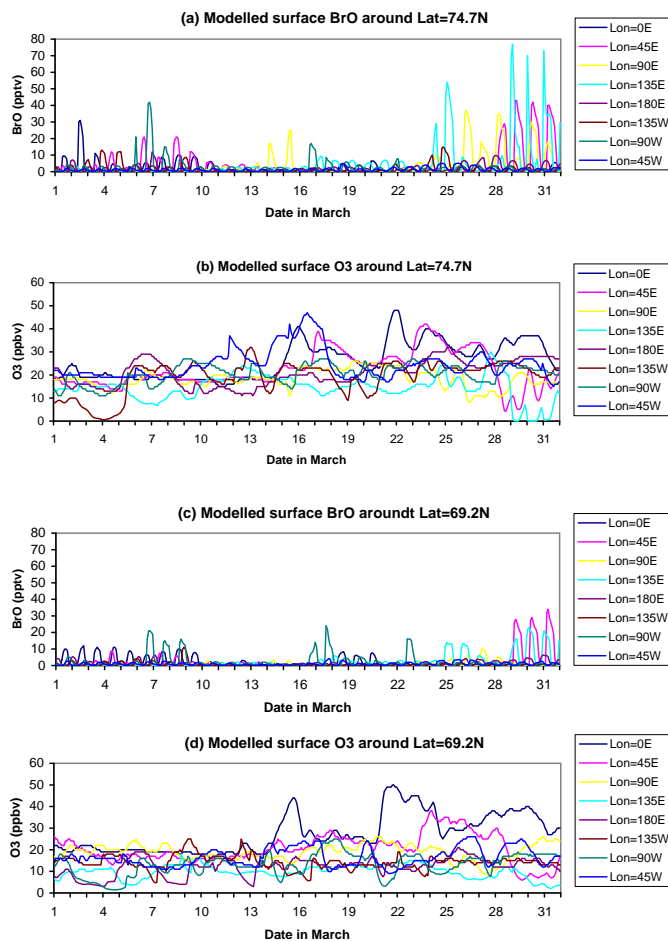 (a) Modelled surface BrO around Lat=74.7N
BrO (pptv)
80
70
60
50
40
30
20
10
0
1 4 7 10 13 16 19 22 25 28 31
Date in March
Lon=0E
Lon=45E
Lon=90E
Lon=135E
Lon=180E
Lon=135W
Lon=90W
Lon=45W
(b) Modelled surface O3 around Lat=74.7N
O3 (ppbv)
60
50
40
30
20
10
0
1 4 7 10 13 16 19 22 25 28 31
Date in March
Lon=0E
Lon=45E
Lon=90E
Lon=135E
Lon=180E
Lon=135W
Lon=90W
Lon=45W
(c) Modelled surface BrO aroundt Lat=69.2N
BrO (pptv)
80
70
60
50
40
30
20
10
0
1 4 7 10 13 16 19 22 25 28 31
Date in March
Lon=0E
Lon=45E
Lon=90E
Lon=135E
Lon=180E
Lon=135W
Lon=90W
Lon=45W
(d) Modelled surface O3 around Lat=69.2N
O3 (ppbv)
60
50
40
30
20
10
0
1 4 7 10 13 16 19 22 25 28 31
Date in March
Lon=0E
Lon=45E
Lon=90E
Lon=135E
Lon=180E
Lon=135W
Lon=90W
Lon=45W